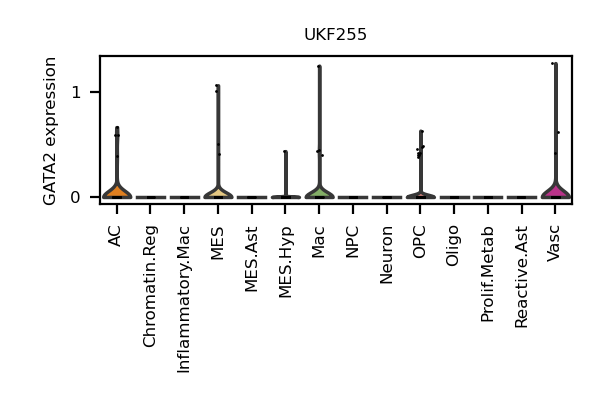 UKF255
GATA2 expression
1
0
AC
Chromatin.Reg
Inflammatory.Mac
MES
MES.Ast
MES.Hyp
Mac
NPC
Neuron
OPC
Oligo
Prolif.Metab
Reactive.Ast
Vasc